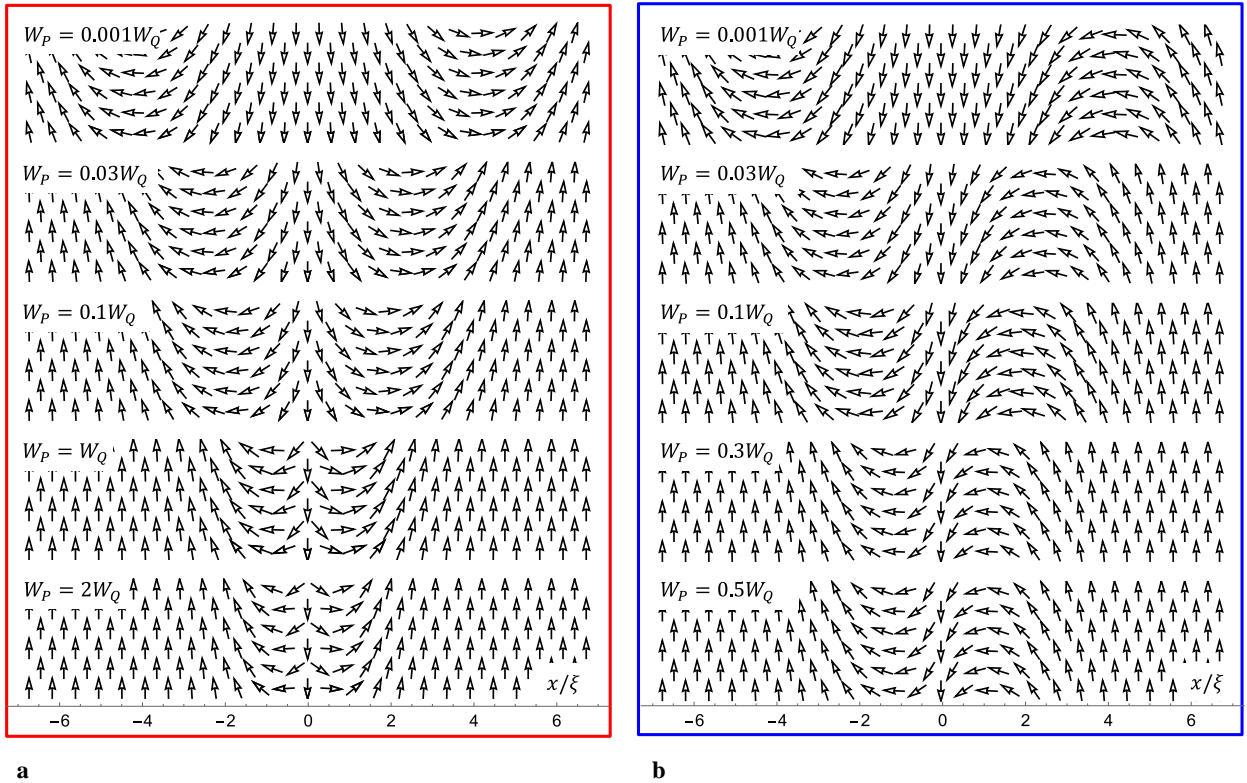 W_P = 0.001W_Q
W_P = 0.03W_Q
W_P = 0.1W_Q
W_P = W_Q
W_P = 2W_Q
x/ξ
−6 −4 −2 0 2 4 6
a
W_P = 0.001W_Q
W_P = 0.03W_Q
W_P = 0.1W_Q
W_P = 0.3W_Q
W_P = 0.5W_Q
x/ξ
−6 −4 −2 0 2 4 6
b